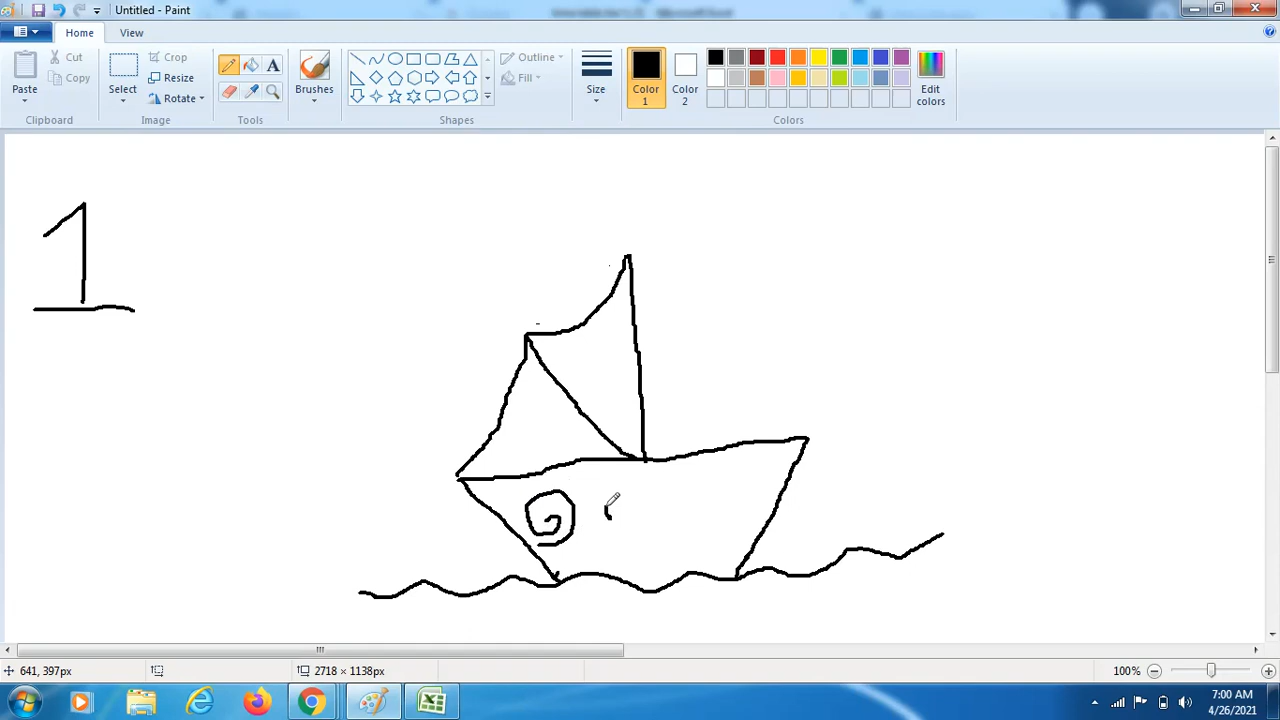 Untitled - Paint
Home
View
Paste
Cut
Copy
Clipboard
Select
Crop
Resize
Rotate
Image
Tools
Brushes
Shapes
Outline
Fill
Size
Color 1
Color 2
Edit colors
Colors
1
641, 397px
2718 × 1138px
100%
7:00 AM
4/26/2021